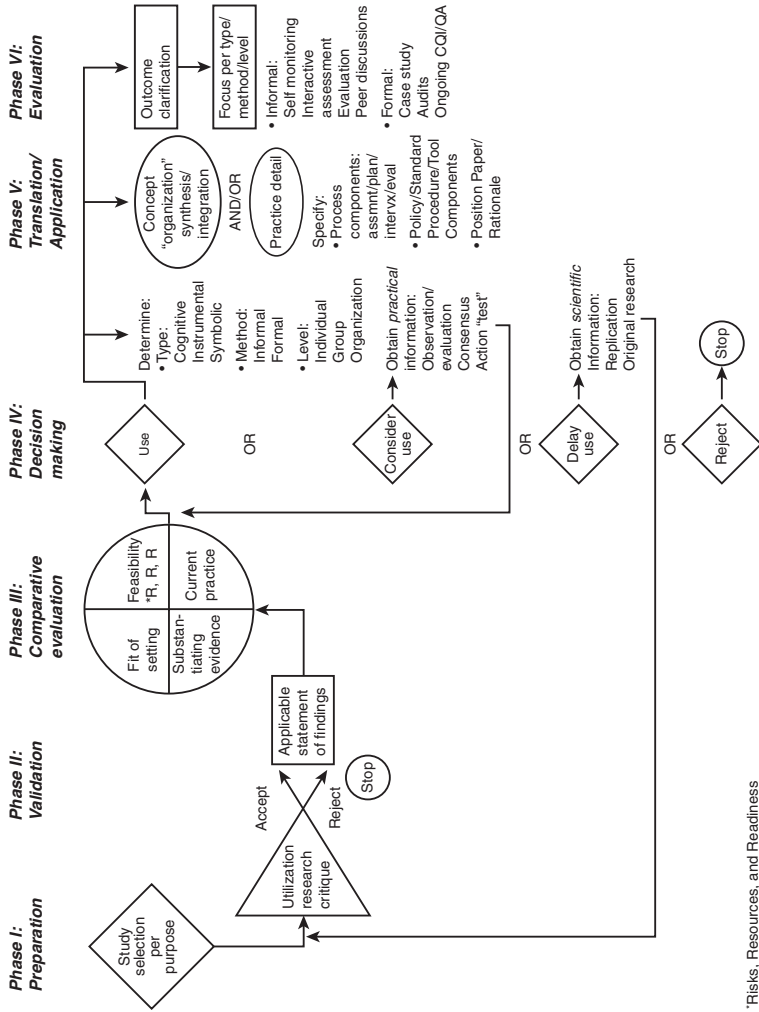 Phase I:
Preparation
Study
selection
per
purpose
Phase II:
Validation
Utilization
research
critique
Accept
Reject
Stop
Applicable
statement
of findings
Phase III:
Comparative
evaluation
Fit of
setting
Feasibility
*R, R, R
Substan-
tiating
evidence
Current
practice
Phase IV:
Decision
making
Use
OR
Consider
use
OR
Delay
use
OR
Reject
Determine:
• Type:
Cognitive
Instrumental
Symbolic
• Method:
Informal
Formal
• Level:
Individual
Group
Organization
Obtain practical
information:
Observation/
evaluation
Consensus
Action “test”
Obtain scientific
Information:
Replication
Original research
Stop
Phase V:
Translation/
Application
Concept
“organization”
synthesis/
integration
AND/OR
Practice detail
Specify:
• Process
components:
assmnt/plan/
intervx/eval
• Policy/Standard
Procedure/Tool
Components
• Position Paper/
Rationale
Phase VI:
Evaluation
Outcome
clarification
Focus per type/
method/level
• Informal:
Self monitoring
Interactive
assessment
Evaluation
Peer discussions
• Formal:
Case study
Audits
Ongoing CQI/QA
*Risks, Resources, and Readiness